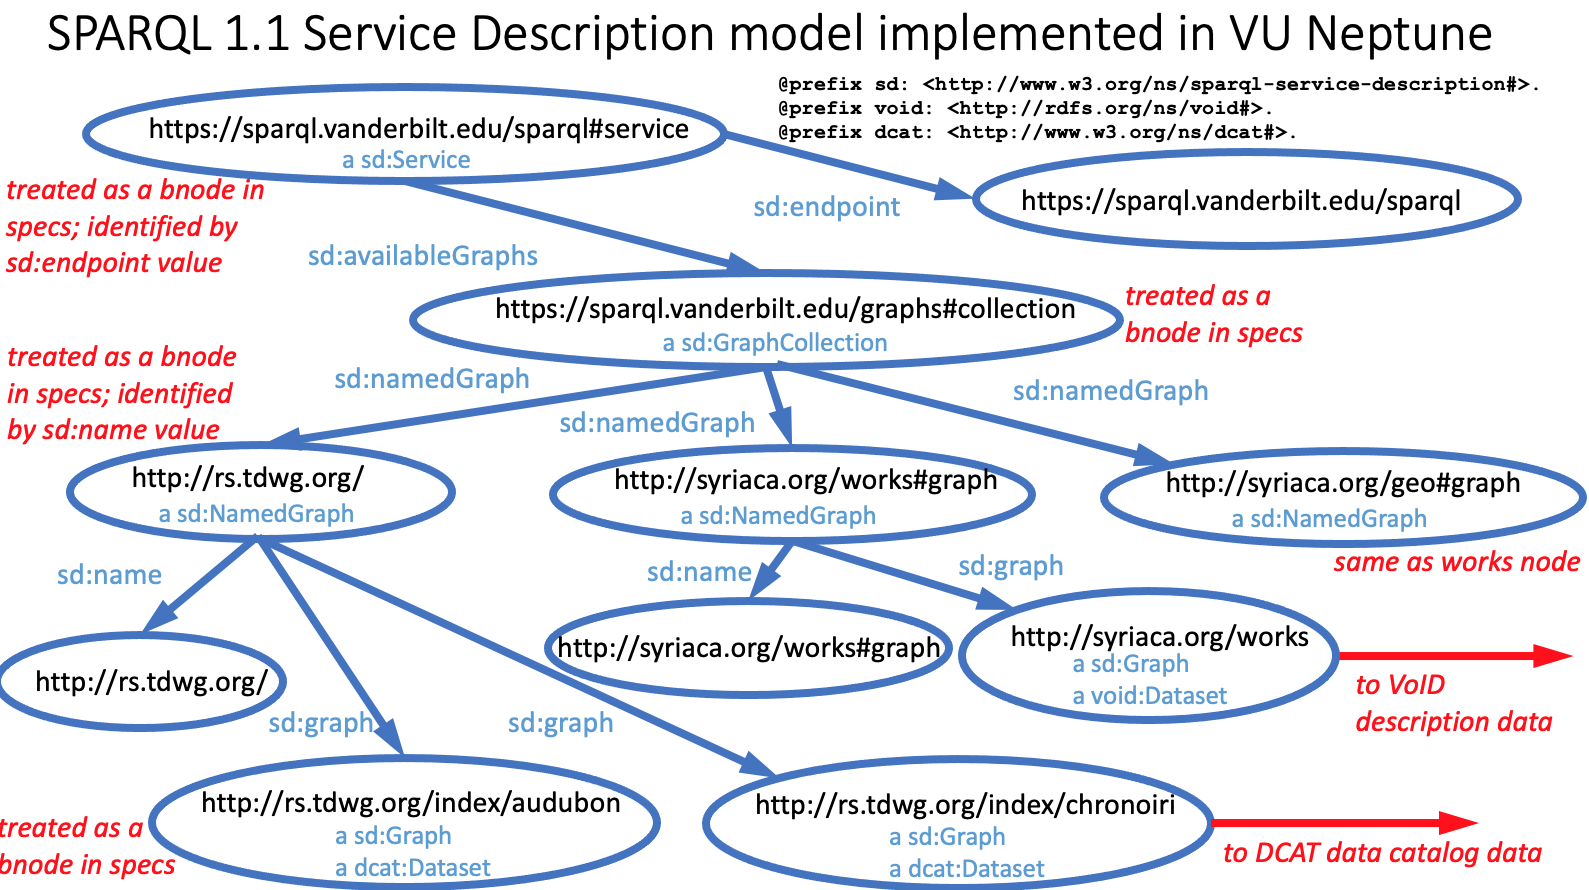 SPARQL 1.1 Service Description model implemented in VU Neptune
@prefix sd: <http://www.w3.org/ns/sparql-service-description#>.
@prefix void: <http://rdfs.org/ns/void#>.
@prefix dcat: <http://www.w3.org/ns/dcat#>.
https://sparql.vanderbilt.edu/sparql#service
a sd:Service
treated as a bnode in
specs; identified by
sd:endpoint value
sd:endpoint
https://sparql.vanderbilt.edu/sparql
sd:availableGraphs
https://sparql.vanderbilt.edu/graphs#collection
a sd:GraphCollection
treated as a
bnode in specs
treated as a bnode
in specs; identified
by sd:name value
sd:namedGraph
sd:namedGraph
sd:namedGraph
http://rs.tdwg.org/
a sd:NamedGraph
http://syriaca.org/works#graph
a sd:NamedGraph
http://syriaca.org/geo#graph
a sd:NamedGraph
same as works node
sd:name
sd:name
sd:graph
http://rs.tdwg.org/
http://syriaca.org/works#graph
http://syriaca.org/works
a sd:Graph
a void:Dataset
to VoID
description data
sd:graph
sd:graph
http://rs.tdwg.org/index/audubon
a sd:Graph
a dcat:Dataset
treated as a
bnode in specs
http://rs.tdwg.org/index/chronoiri
a sd:Graph
a dcat:Dataset
to DCAT data catalog data